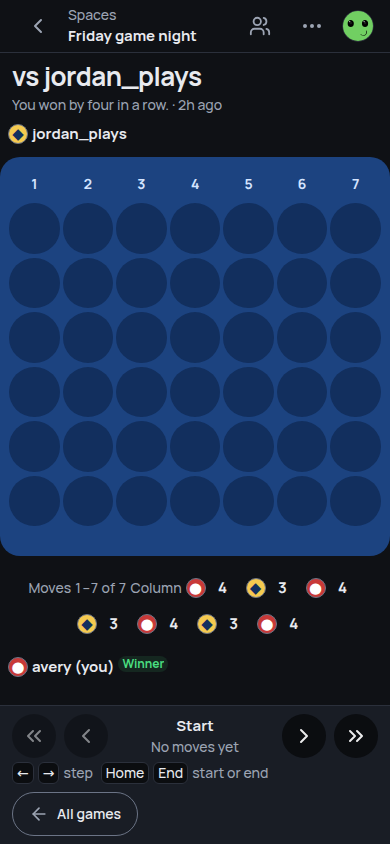 Spaces
Friday game night
vs jordan_plays
You won by four in a row. · 2h ago
jordan_plays
1 2 3 4 5 6 7
Moves 1–7 of 7 Column 4 3 4
3 4 3 4
avery (you) Winner
Start
No moves yet
← → step Home End start or end
← All games